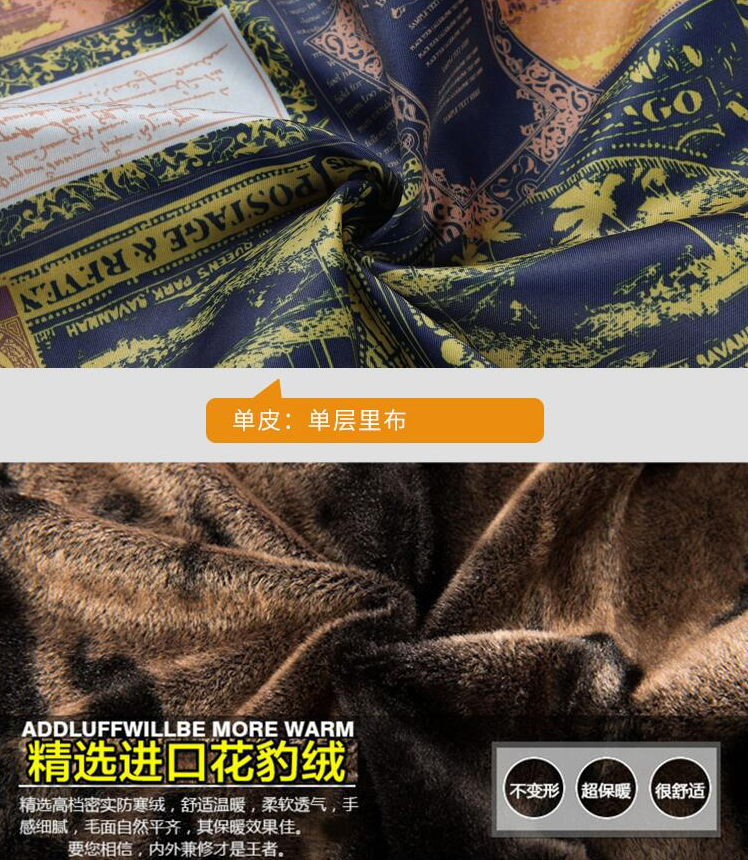 GO
POSTAGE & REVEN
QUEEN'S PARK SAVANNAH
单皮：单层里布
ADDLUFFWILLBE MORE WARM
精选进口花豹绒
精选高档密实防寒绒，舒适温暖，柔软透气，手
感细腻，毛面自然平齐，其保暖效果佳。
要您相信，内外兼修才是王者。
不变形
超保暖
很舒适